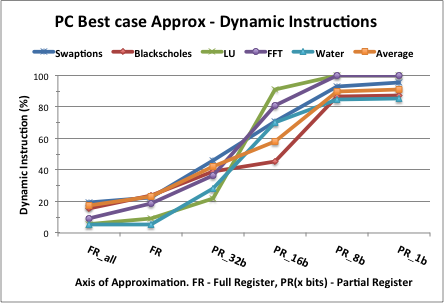 PC Best case Approx - Dynamic Instructions
Swaptions Blackscholes LU FFT Water Average
Dynamic Instruction (%)
100
80
60
40
20
0
FR_all FR PR_32b PR_16b PR_8b PR_1b
Axis of Approximation. FR - Full Register, PR(x bits) - Partial Register